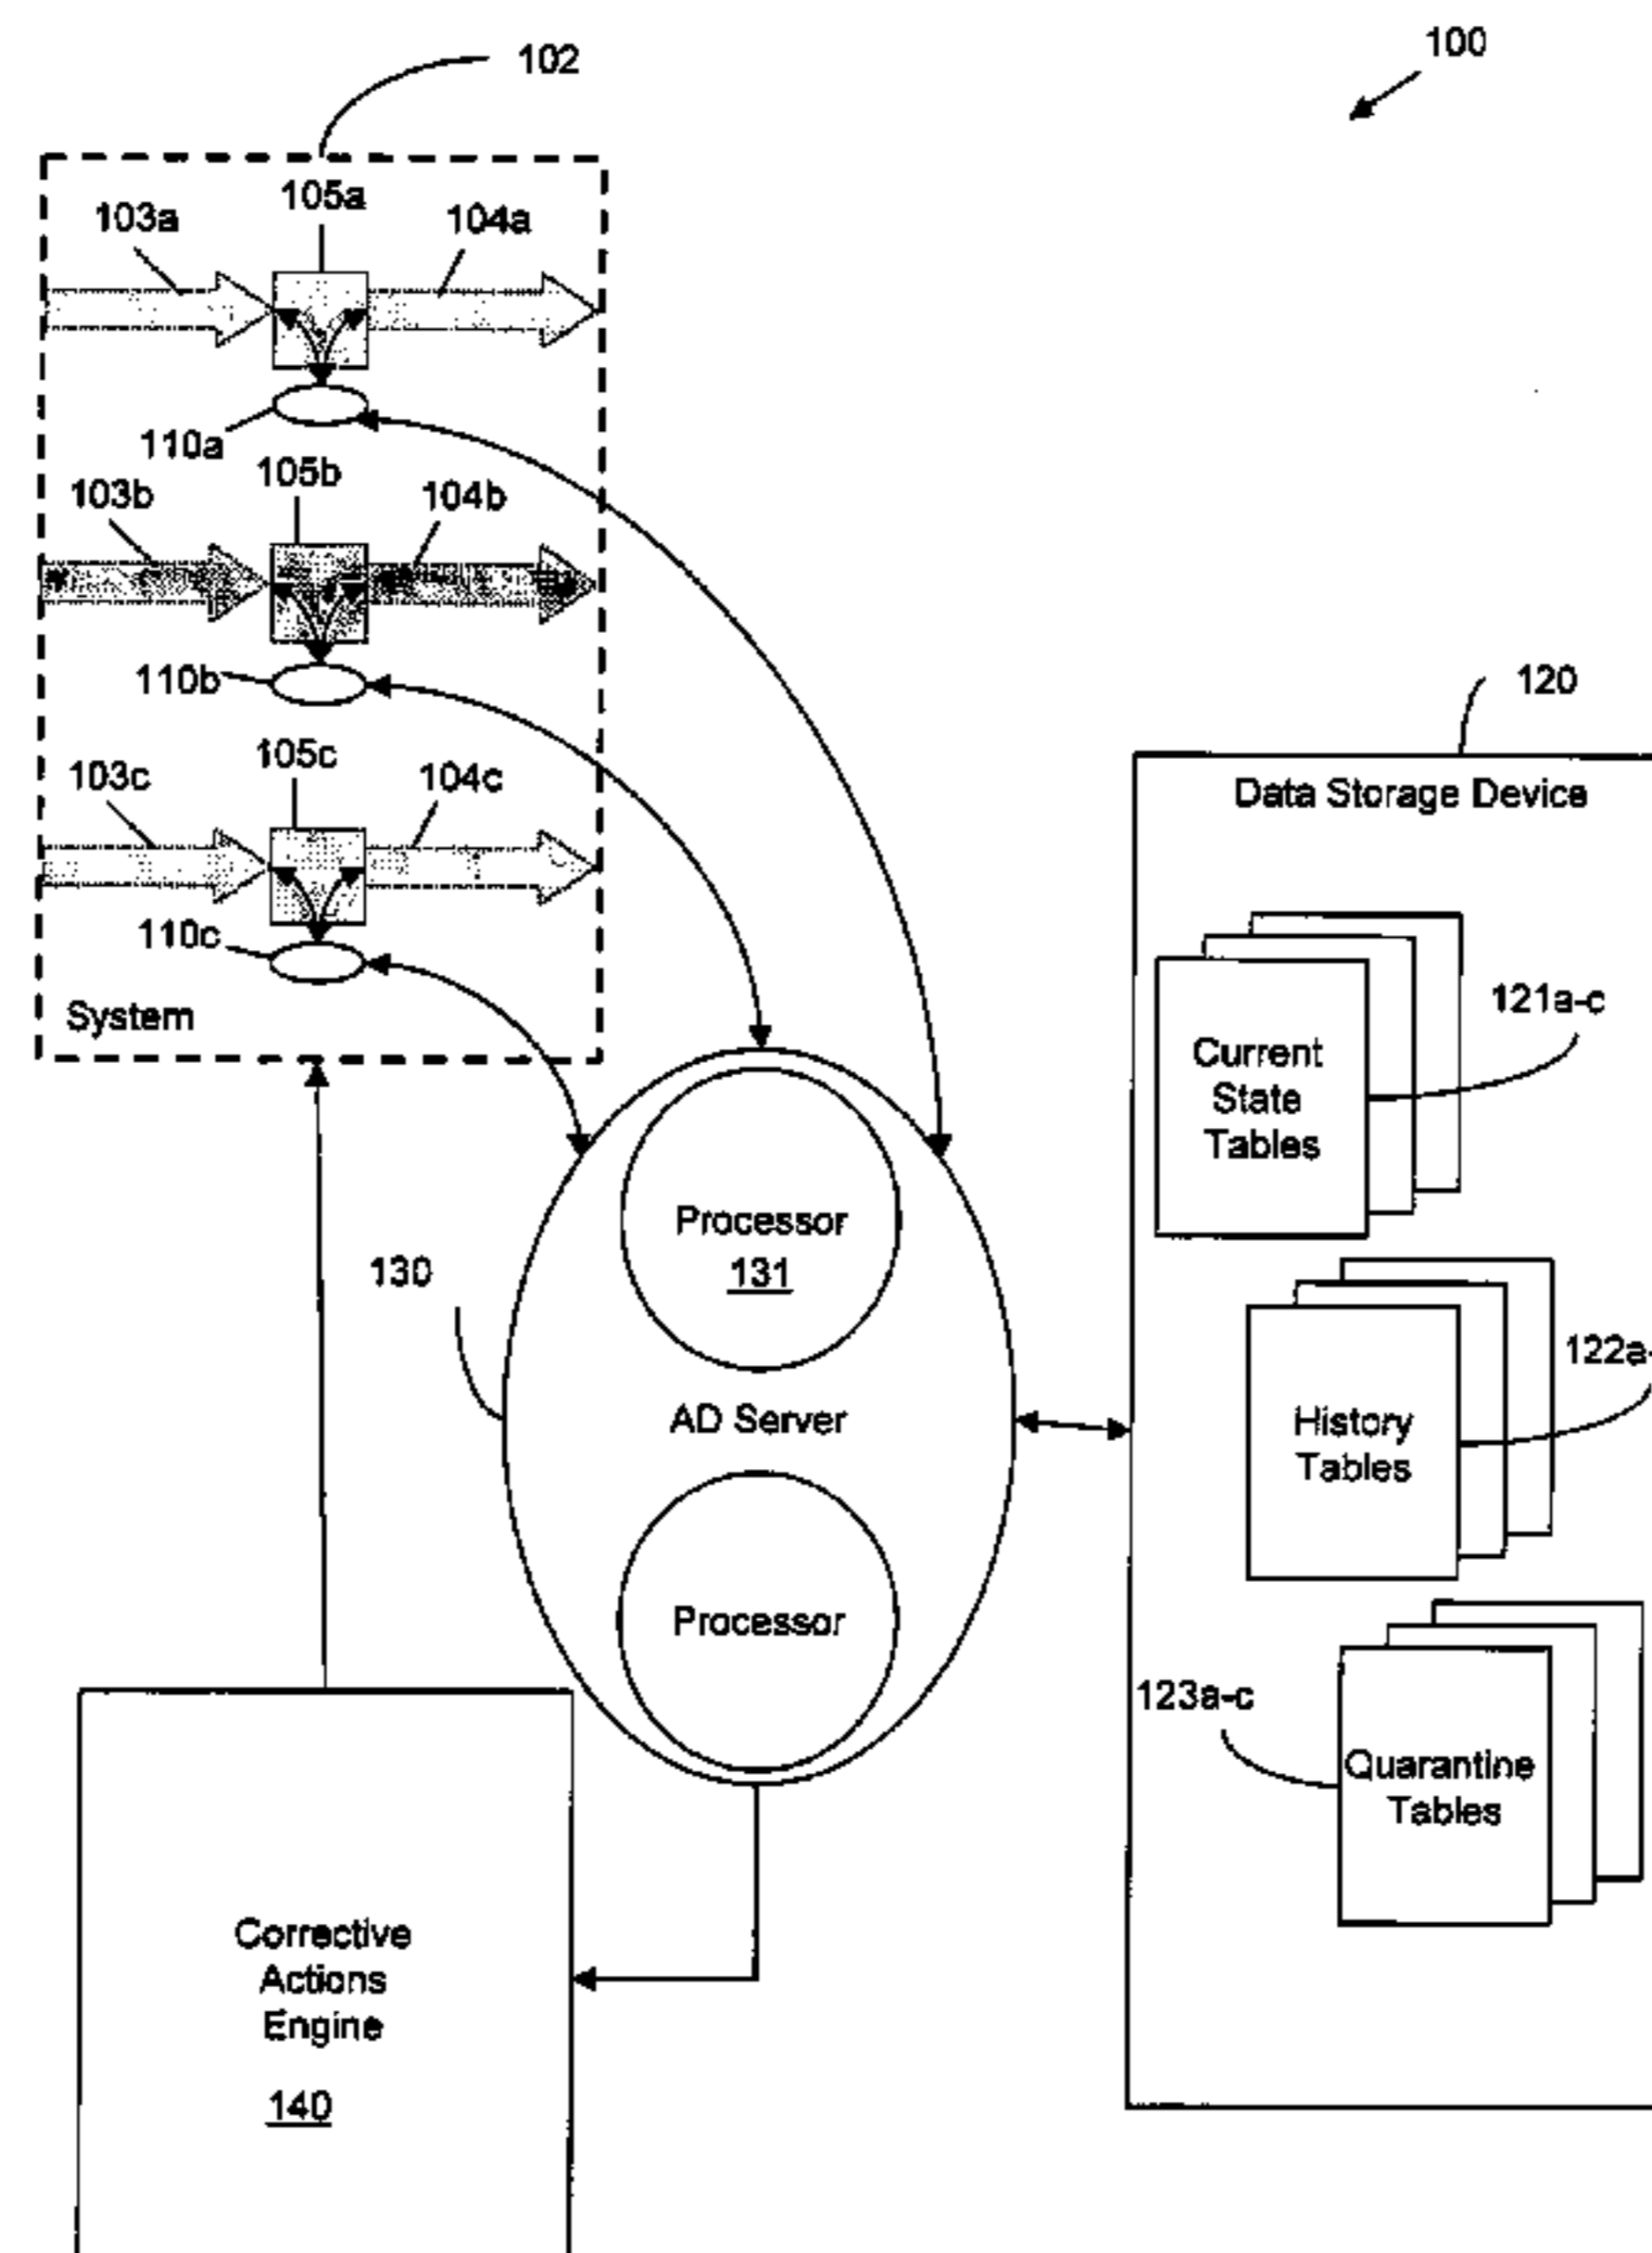 100
102
105a
103a
104a
110a
105b
103b
104b
110b
105c
103c
104c
110c
System
120
Data Storage Device
121a-c
Current
State
Tables
Processor
131
130
122a-
AD Server
History
Tables
Processor
123a-c
Quarantine
Tables
Corrective
Actions
Engine
140